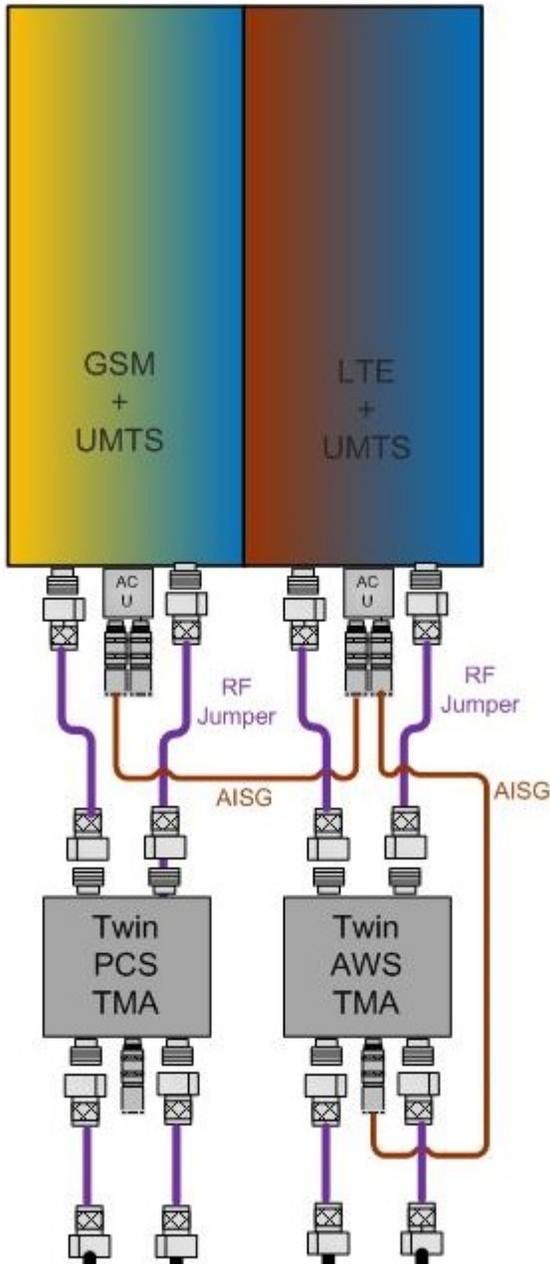 GSM
+
UMTS
LTE
+
UMTS
AC
U
AC
U
RF
Jumper
RF
Jumper
AISG
AISG
Twin
PCS
TMA
Twin
AWS
TMA